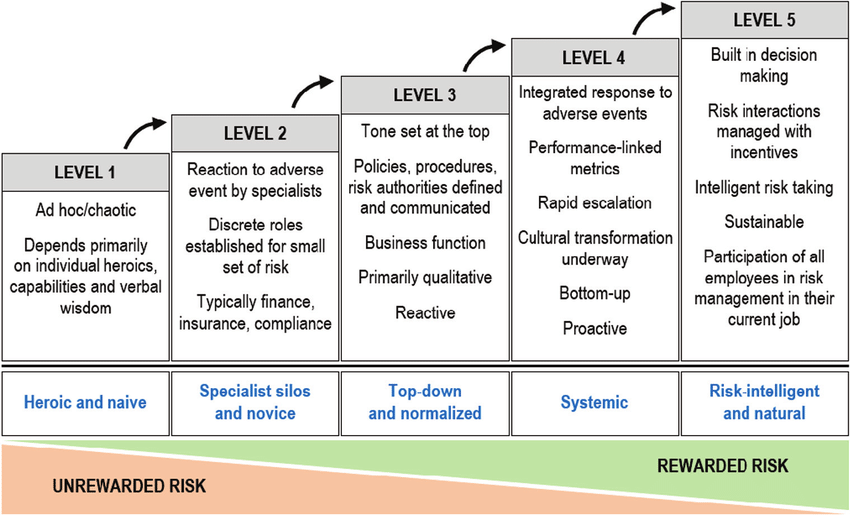 LEVEL 1
Ad hoc/chaotic
Depends primarily
on individual heroics,
capabilities and verbal
wisdom
LEVEL 2
Reaction to adverse
event by specialists
Discrete roles
established for small
set of risk
Typically finance,
insurance, compliance
LEVEL 3
Tone set at the top
Policies, procedures,
risk authorities defined
and communicated
Business function
Primarily qualitative
Reactive
LEVEL 4
Integrated response to
adverse events
Performance-linked
metrics
Rapid escalation
Cultural transformation
underway
Bottom-up
Proactive
LEVEL 5
Built in decision
making
Risk interactions
managed with
incentives
Intelligent risk taking
Sustainable
Participation of all
employees in risk
management in their
current job
Heroic and naive
Specialist silos
and novice
Top-down
and normalized
Systemic
Risk-intelligent
and natural
REWARDED RISK
UNREWARDED RISK